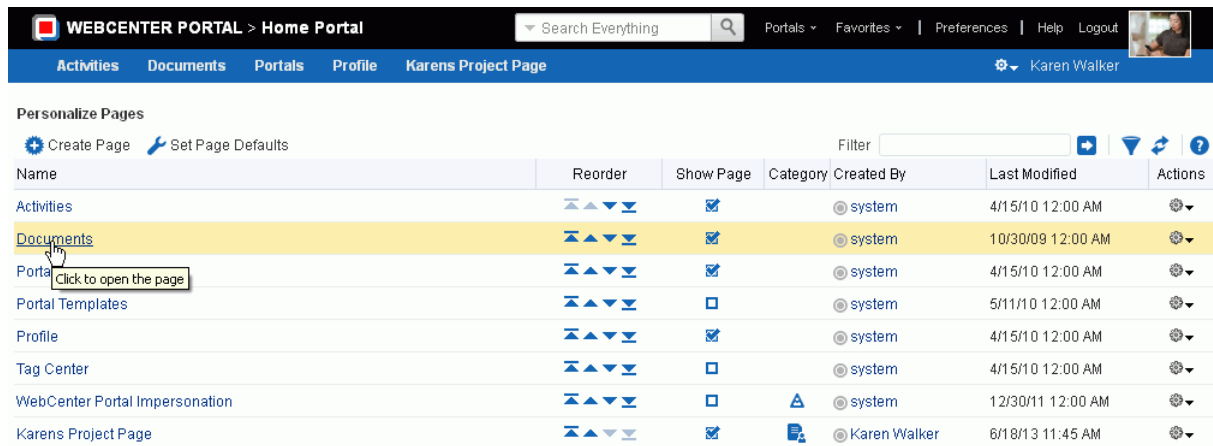 WEBCENTER PORTAL > Home Portal Search Everything Portals Favorites | Preferences | Help Logout
Activities Documents Portals Profile Karens Project Page Karen Walker
Personalize Pages
Create Page Set Page Defaults Filter
Name Reorder Show Page Category Created By Last Modified Actions
Activities system 4/15/10 12:00 AM
Documents system 10/30/09 12:00 AM
Click to open the page system 4/15/10 12:00 AM
Portal Templates system 5/11/10 12:00 AM
Profile system 4/15/10 12:00 AM
Tag Center system 4/15/10 12:00 AM
WebCenter Portal Impersonation system 12/30/11 12:00 AM
Karens Project Page Karen Walker 6/18/13 11:45 AM